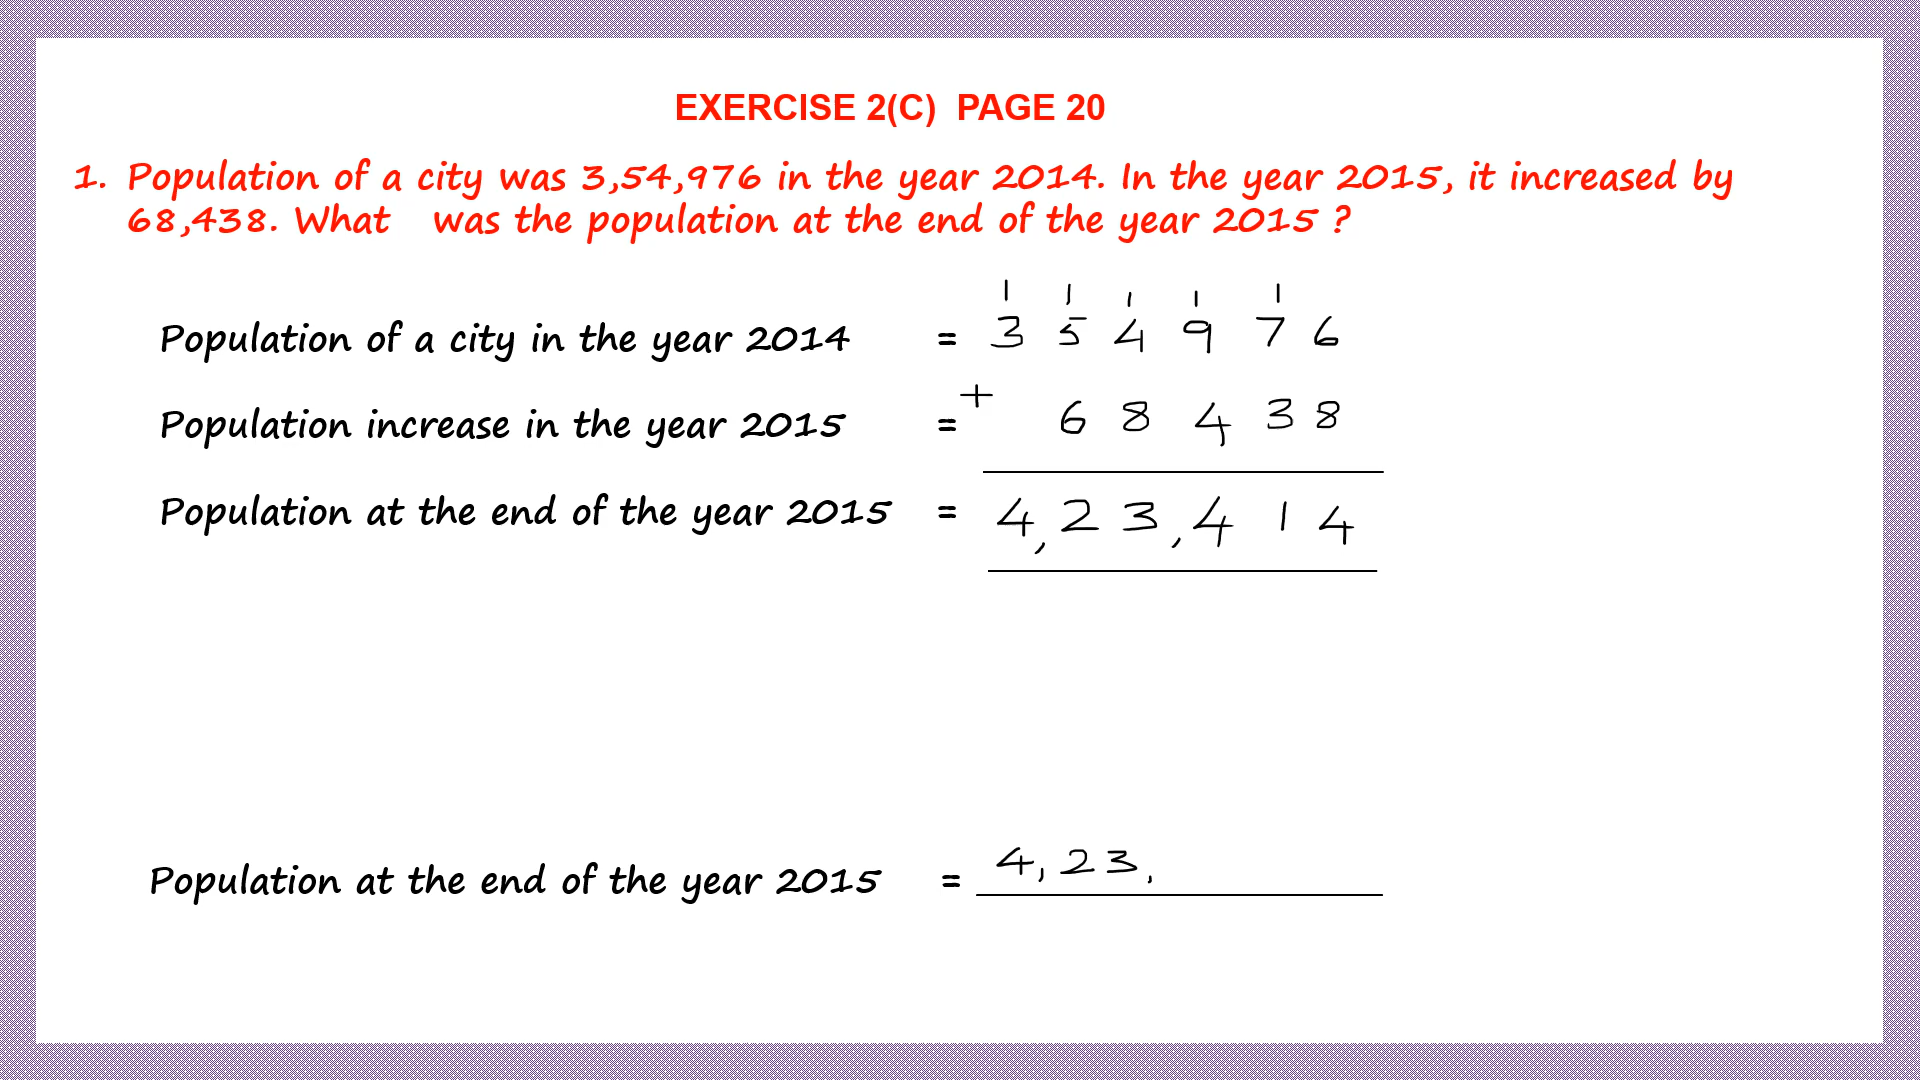 EXERCISE 2(C) PAGE 20
1. Population of a city was 3,54,976 in the year 2014. In the year 2015, it increased by
68,438. What was the population at the end of the year 2015 ?
1 1 1 1 1
Population of a city in the year 2014 = 3 5 4 9 7 6
Population increase in the year 2015 = + 6 8 4 3 8
Population at the end of the year 2015 = 4,2 3,4 1 4
Population at the end of the year 2015 = 4,23,